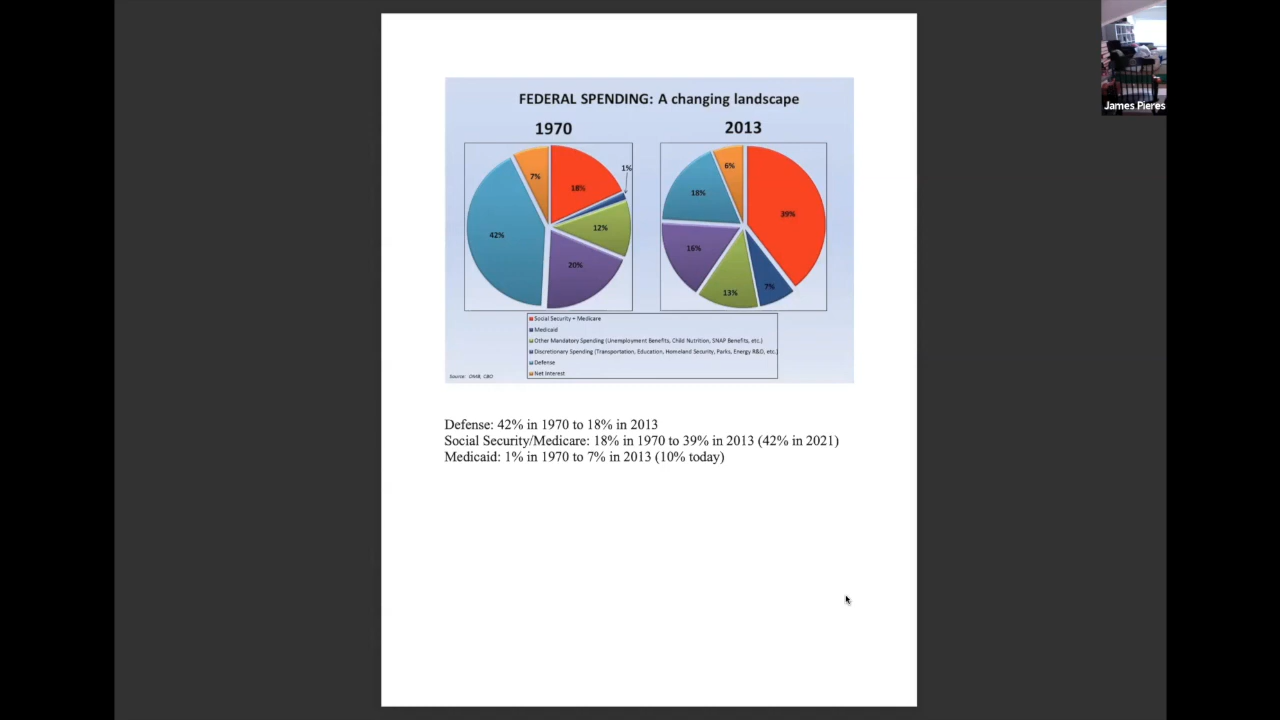 James Pieres
FEDERAL SPENDING: A changing landscape
1970
2013
7%
18%
1%
12%
20%
42%
6%
39%
7%
13%
16%
18%
Social Security + Medicare
Medicaid
Other Mandatory Spending (Unemployment Benefits, Child Nutrition, SNAP Benefits, etc.)
Discretionary Spending (Transportation, Education, Homeland Security, Parks, Energy R&D, etc.)
Defense
Net Interest
Source: OMB, CBO
Defense: 42% in 1970 to 18% in 2013
Social Security/Medicare: 18% in 1970 to 39% in 2013 (42% in 2021)
Medicaid: 1% in 1970 to 7% in 2013 (10% today)